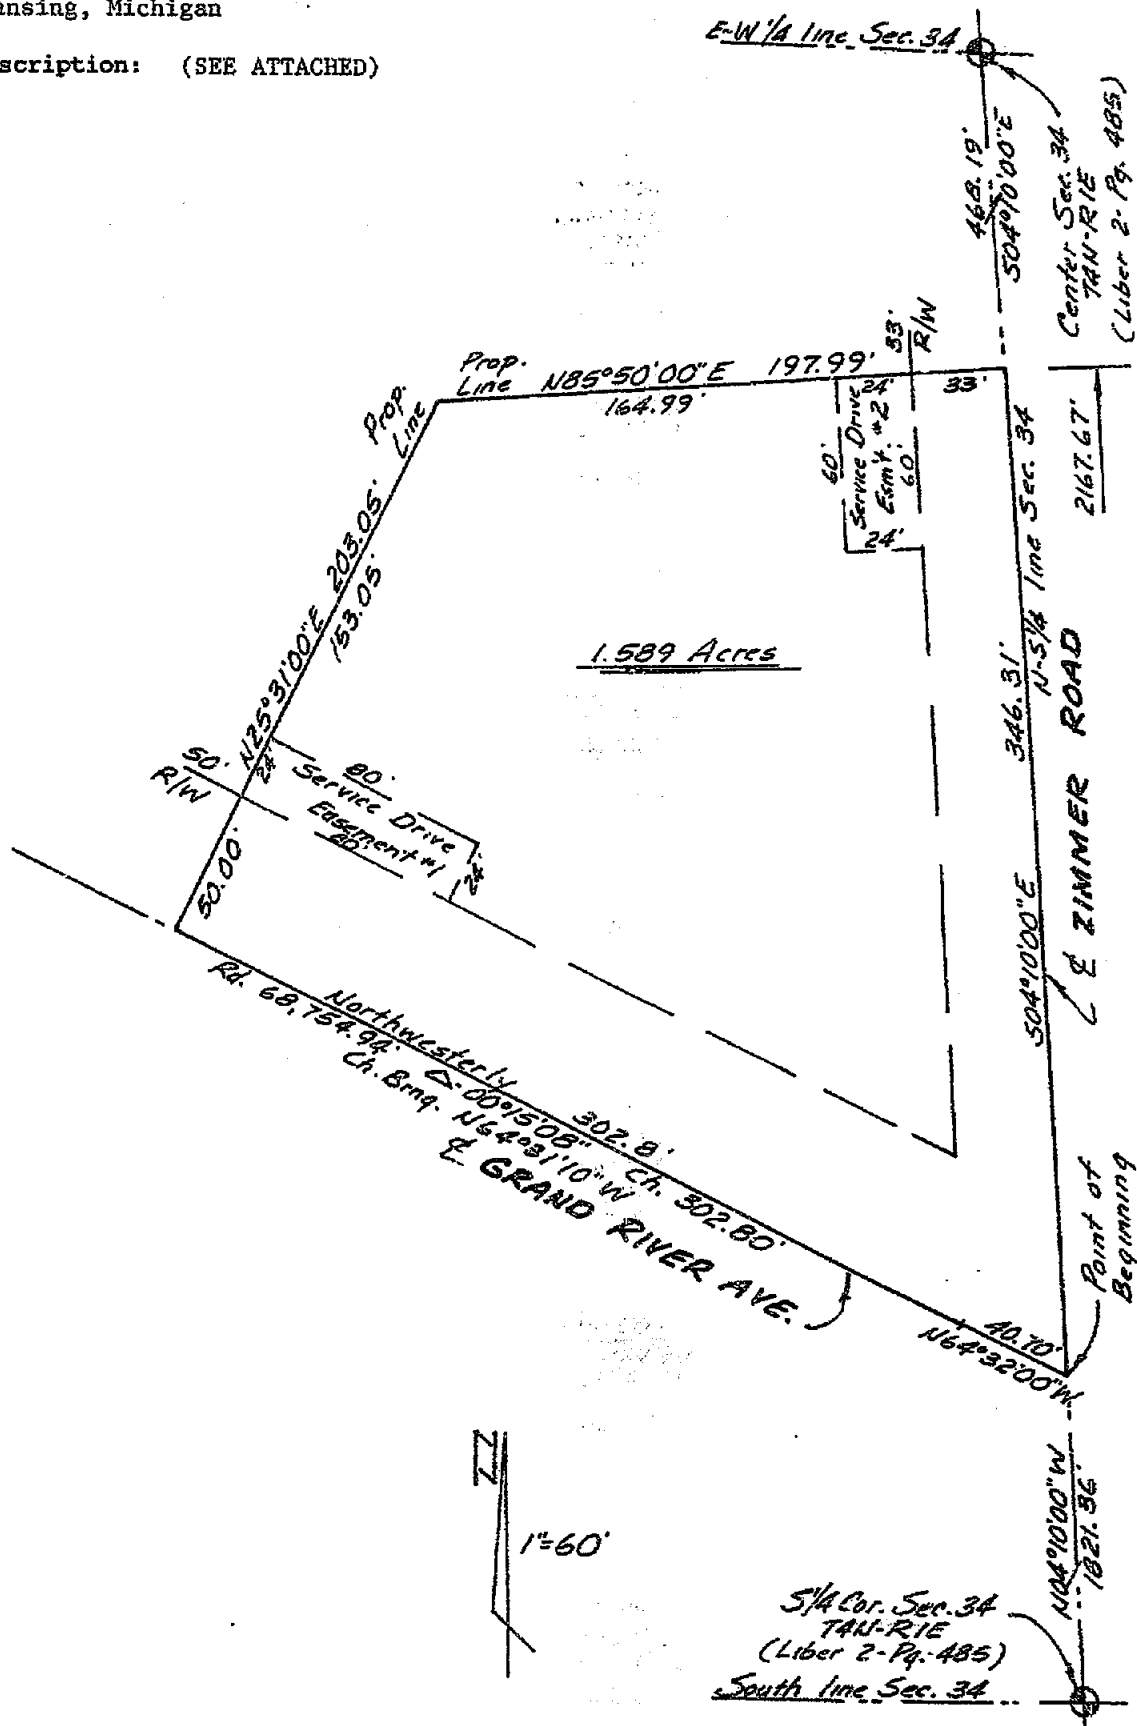 ansing, Michigan
scription: (SEE ATTACHED)
E-W 1/4 line Sec. 34
468.19'
S04°10'00"E
Center Sec. 34
T4N-R1E
(Liber 2-Pg. 485)
Prop.
Line
N85°50'00"E 197.99'
164.99'
33'
R/W
24'
33'
Prop.
Line
60'
Service Drive
Esm't. #2
60'
24'
2167.67'
N-S 1/4 line Sec. 34
346.31'
S04°10'00"E
℄ ZIMMER ROAD
N25°31'00"E 203.05'
153.05'
1.589 Acres
50'
R/W
24'
80'
Service Drive
Easement #1
80'
24'
50.00'
Northwesterly 302.8'
Rd. 68,754.94' Δ-00°15'08" Ch. 302.80'
Ch. Brng. N64°31'10"W
℄ GRAND RIVER AVE.
40.70'
N64°32'00"W
Point of
Beginning
N
1"=60'
N04°10'00"W
1821.36'
S1/4 Cor. Sec. 34
T4N-R1E
(Liber 2-Pg.-485)
South line Sec. 34